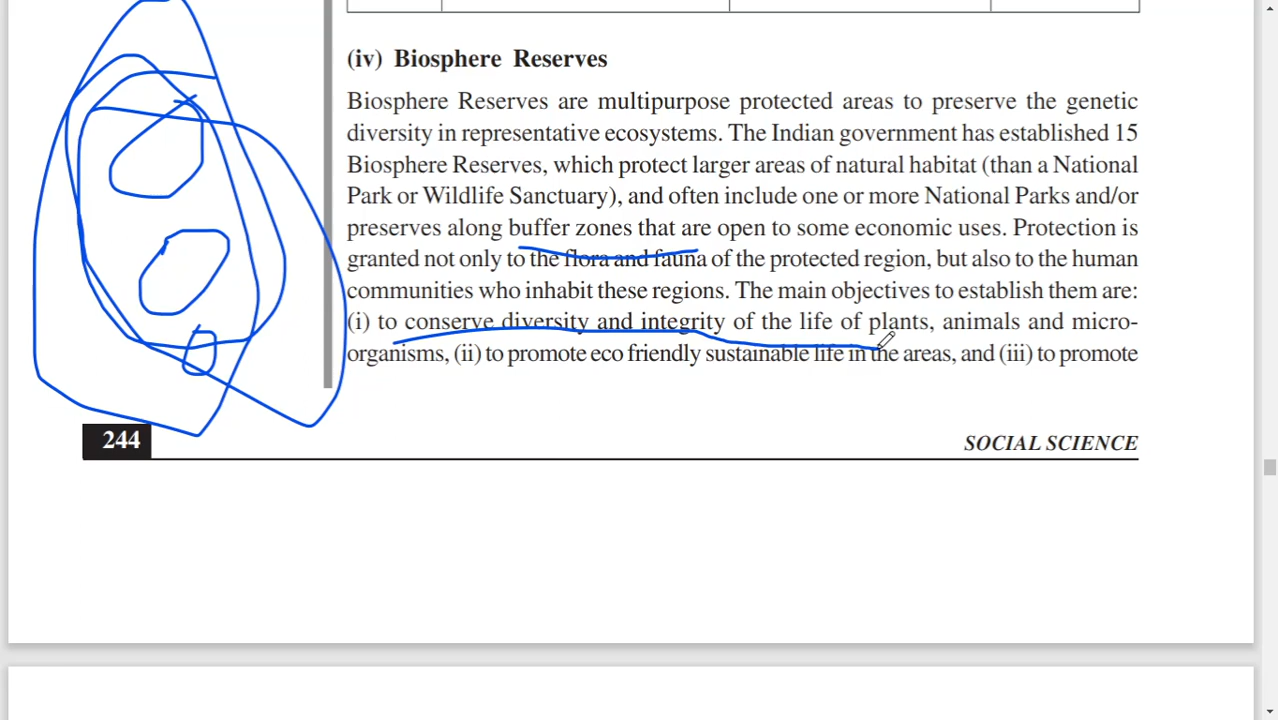 (iv) Biosphere Reserves
Biosphere Reserves are multipurpose protected areas to preserve the genetic
diversity in representative ecosystems. The Indian government has established 15
Biosphere Reserves, which protect larger areas of natural habitat (than a National
Park or Wildlife Sanctuary), and often include one or more National Parks and/or
preserves along buffer zones that are open to some economic uses. Protection is
granted not only to the flora and fauna of the protected region, but also to the human
communities who inhabit these regions. The main objectives to establish them are:
(i) to conserve diversity and integrity of the life of plants, animals and micro-
organisms, (ii) to promote eco friendly sustainable life in the areas, and (iii) to promote
244
SOCIAL SCIENCE